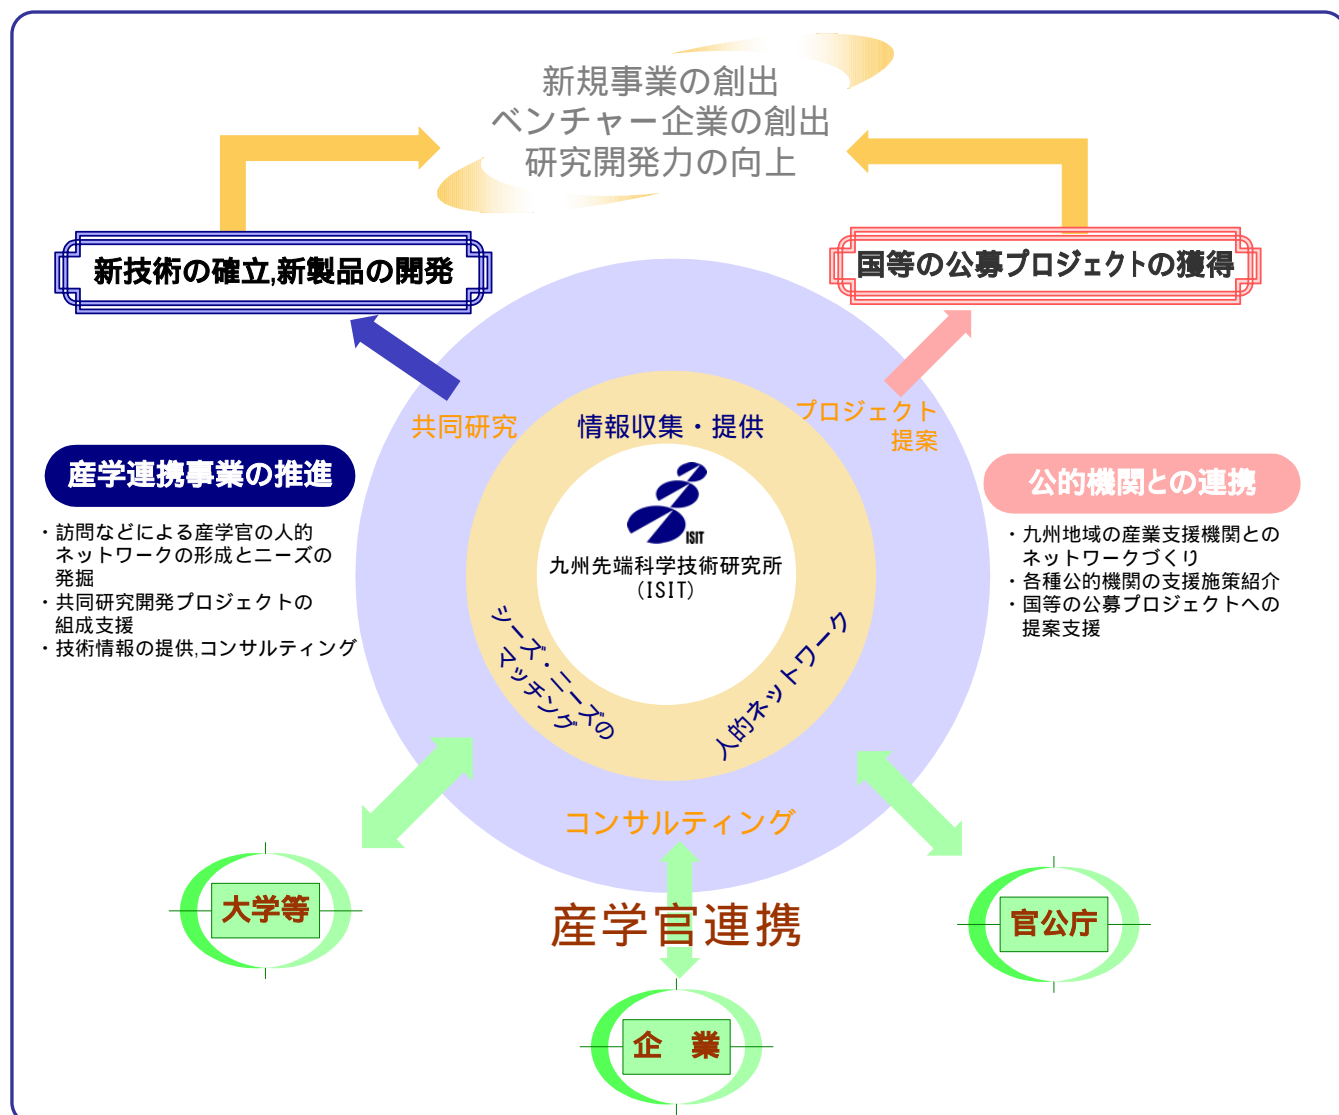 新規事業の創出
ベンチャー企業の創出
研究開発力の向上
新技術の確立,新製品の開発
国等の公募プロジェクトの獲得
共同研究
情報収集・提供
プロジェクト
提案
産学連携事業の推進
・訪問などによる産学官の人的
ネットワークの形成とニーズの
発掘
・共同研究開発プロジェクトの
組成支援
・技術情報の提供,コンサルティング
ISIT
九州先端科学技術研究所
(ISIT)
公的機関との連携
・九州地域の産業支援機関との
ネットワークづくり
・各種公的機関の支援施策紹介
・国等の公募プロジェクトへの
提案支援
シーズ・ニーズの
マッチング
人的ネットワーク
コンサルティング
産学官連携
大学等
官公庁
企　業